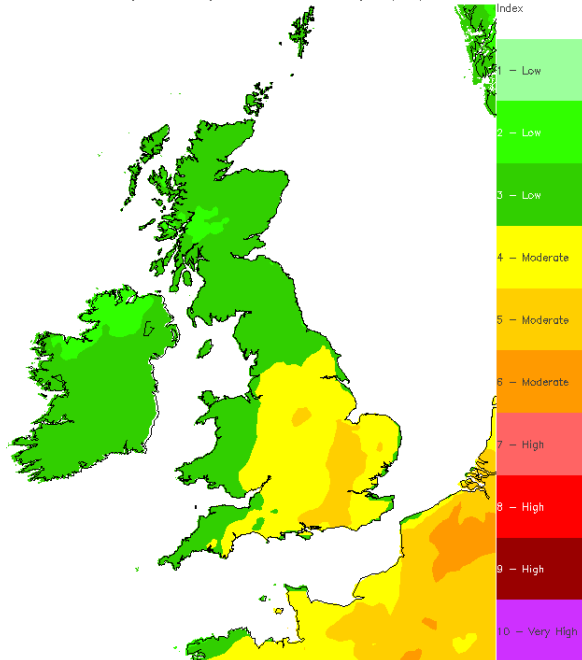 Index
1 - Low
2 - Low
3 - Low
4 - Moderate
5 - Moderate
6 - Moderate
7 - High
8 - High
9 - High
10 - Very High